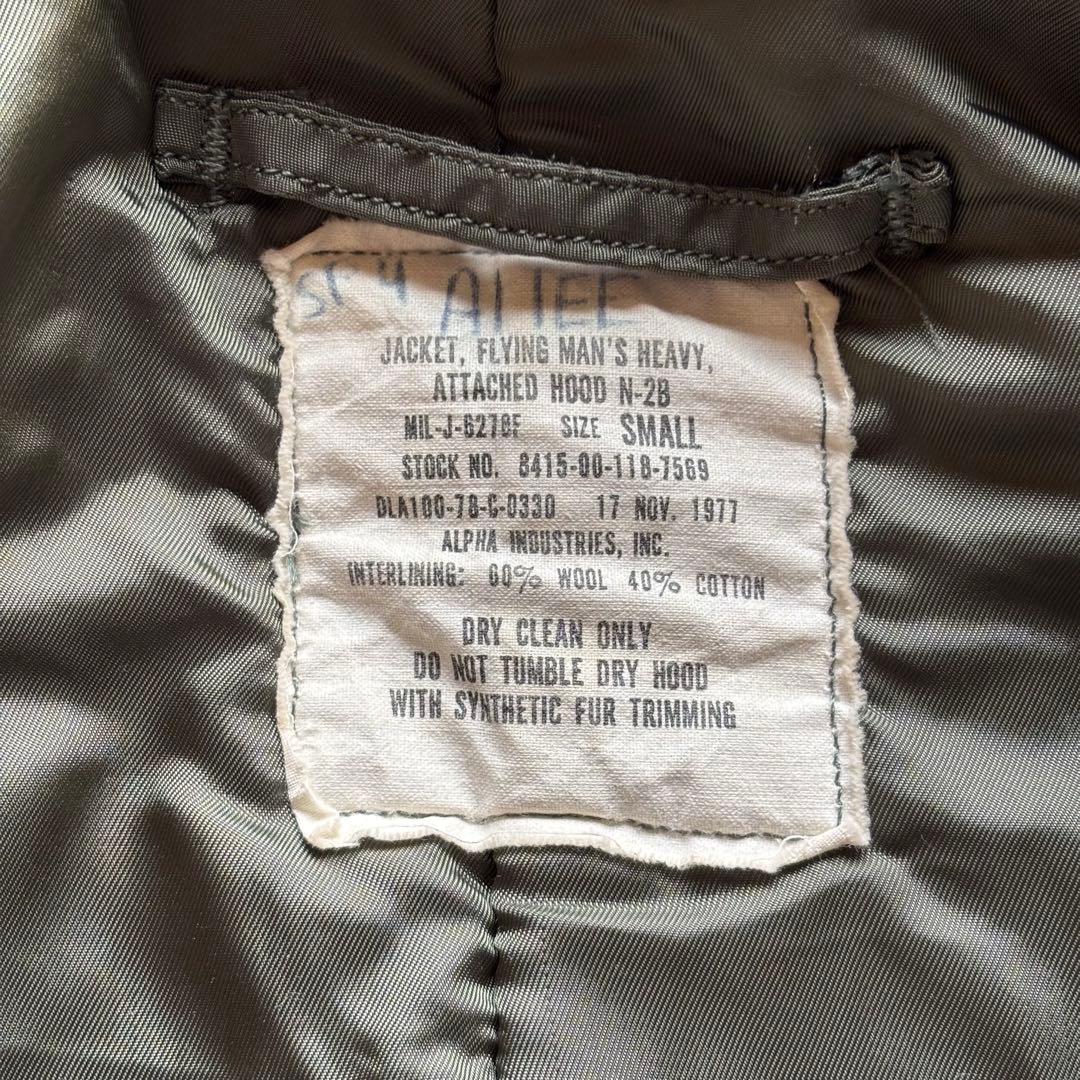 SF 4
JACKET, FLYING MAN'S HEAVY,
ATTACHED HOOD N-2B
MIL-J-6279F SIZE SMALL
STOCK NO. 8415-00-118-7569
DLA100-78-C-0330 17 NOV. 1977
ALPHA INDUSTRIES, INC.
INTERLINING: 60% WOOL 40% COTTON
DRY CLEAN ONLY
DO NOT TUMBLE DRY HOOD
WITH SYNTHETIC FUR TRIMMING